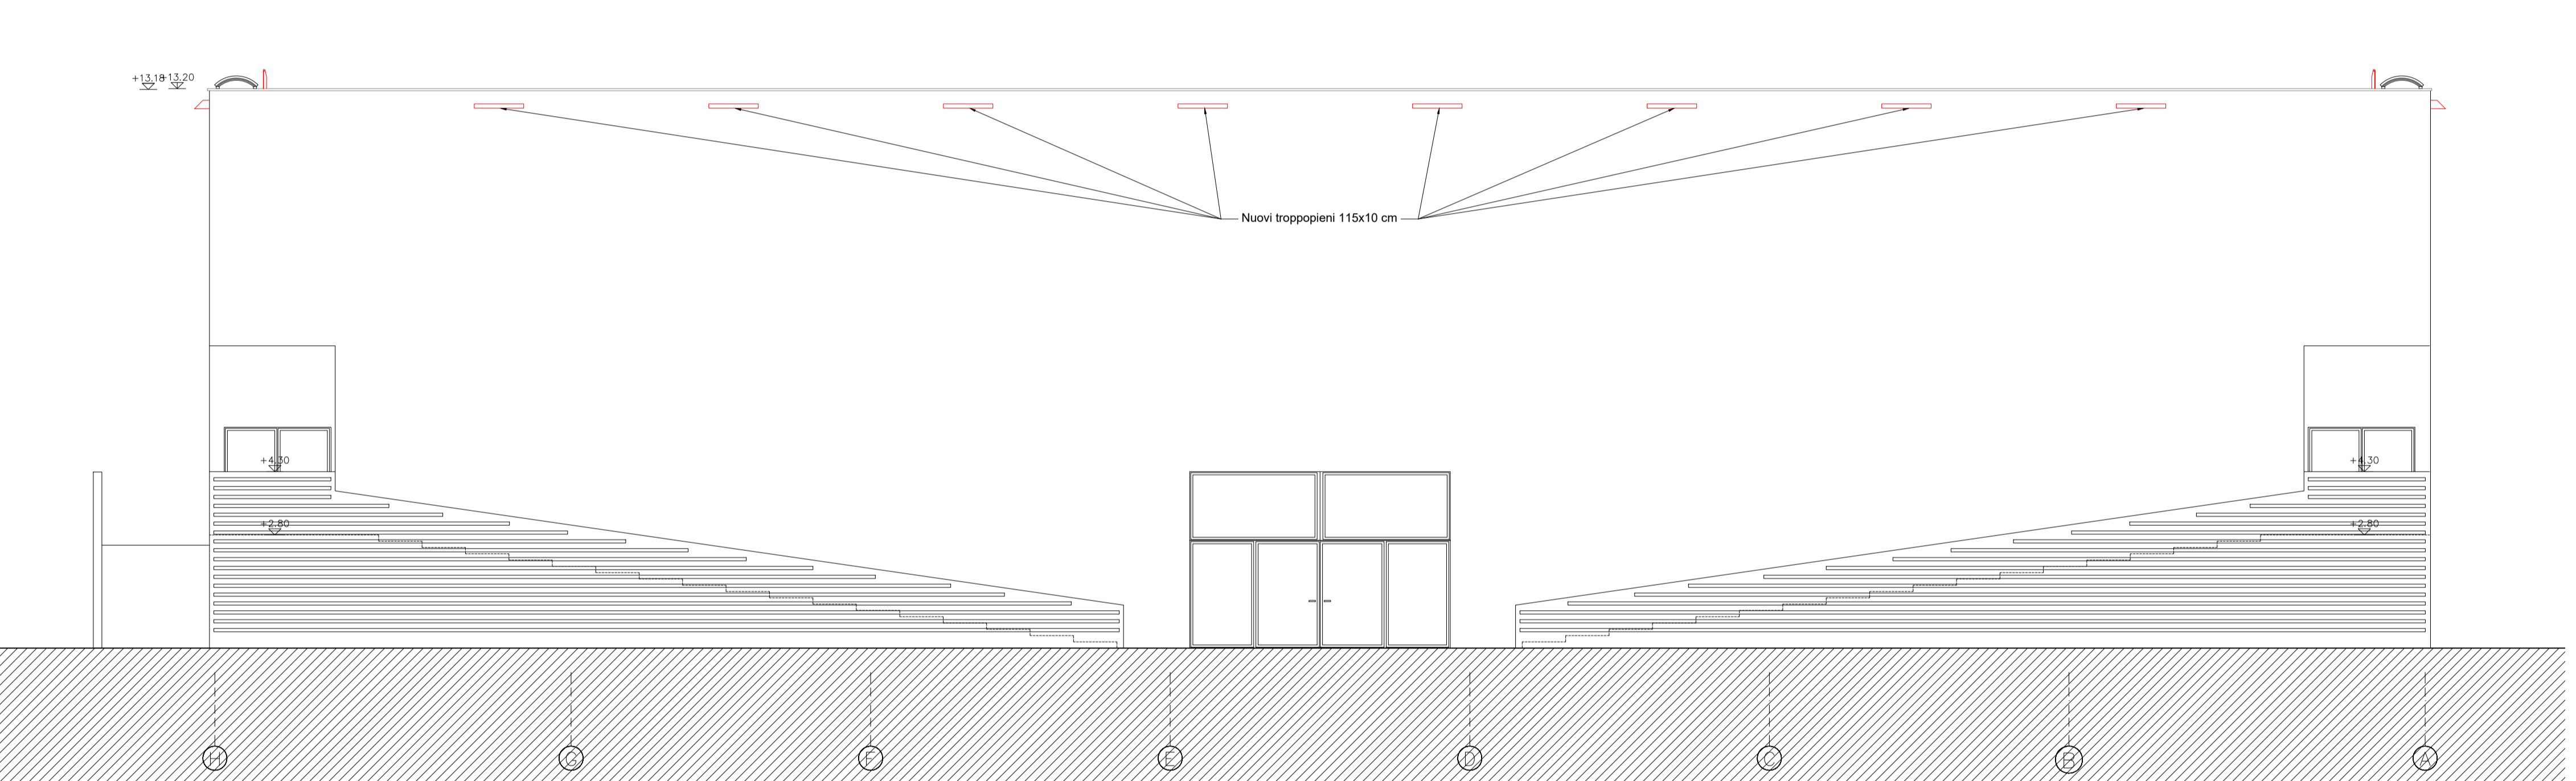 +13.18
+13.20
Nuovi troppopieni 115x10 cm
+4.30
+4.30
+2.80
+2.80
H
G
F
E
D
C
B
A